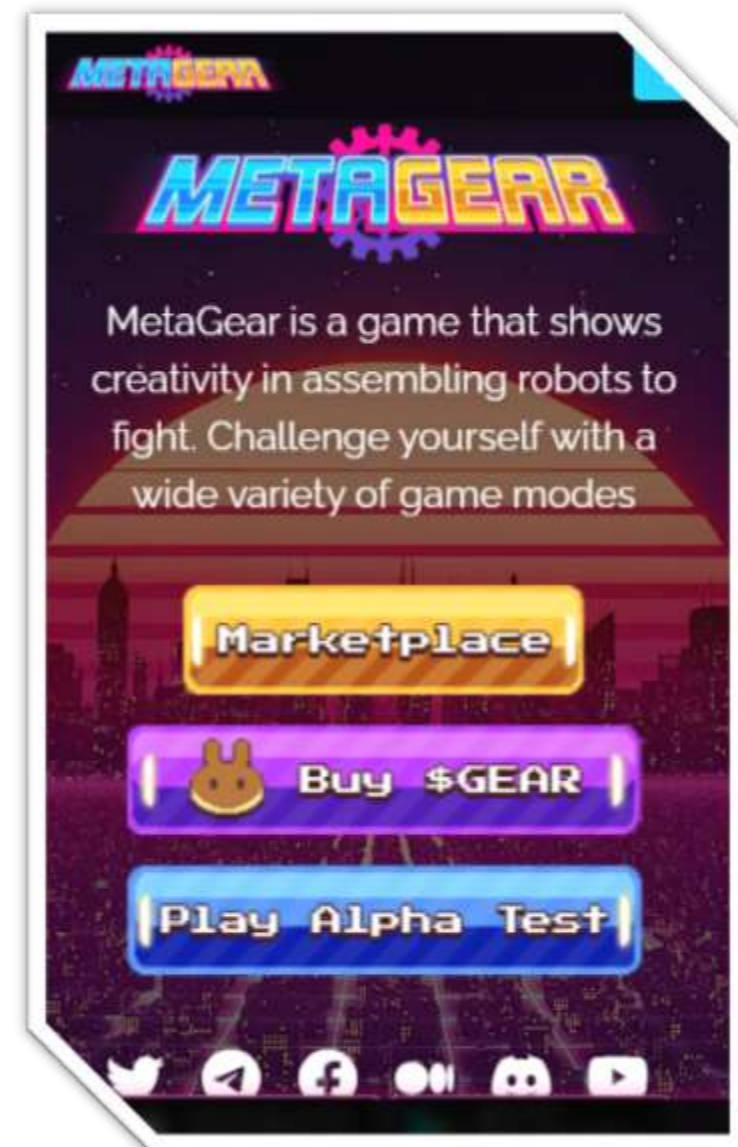 METAGEAR
METAGEAR
MetaGear is a game that shows
creativity in assembling robots to
fight. Challenge yourself with a
wide variety of game modes
Marketplace
Buy $GEAR
Play Alpha Test